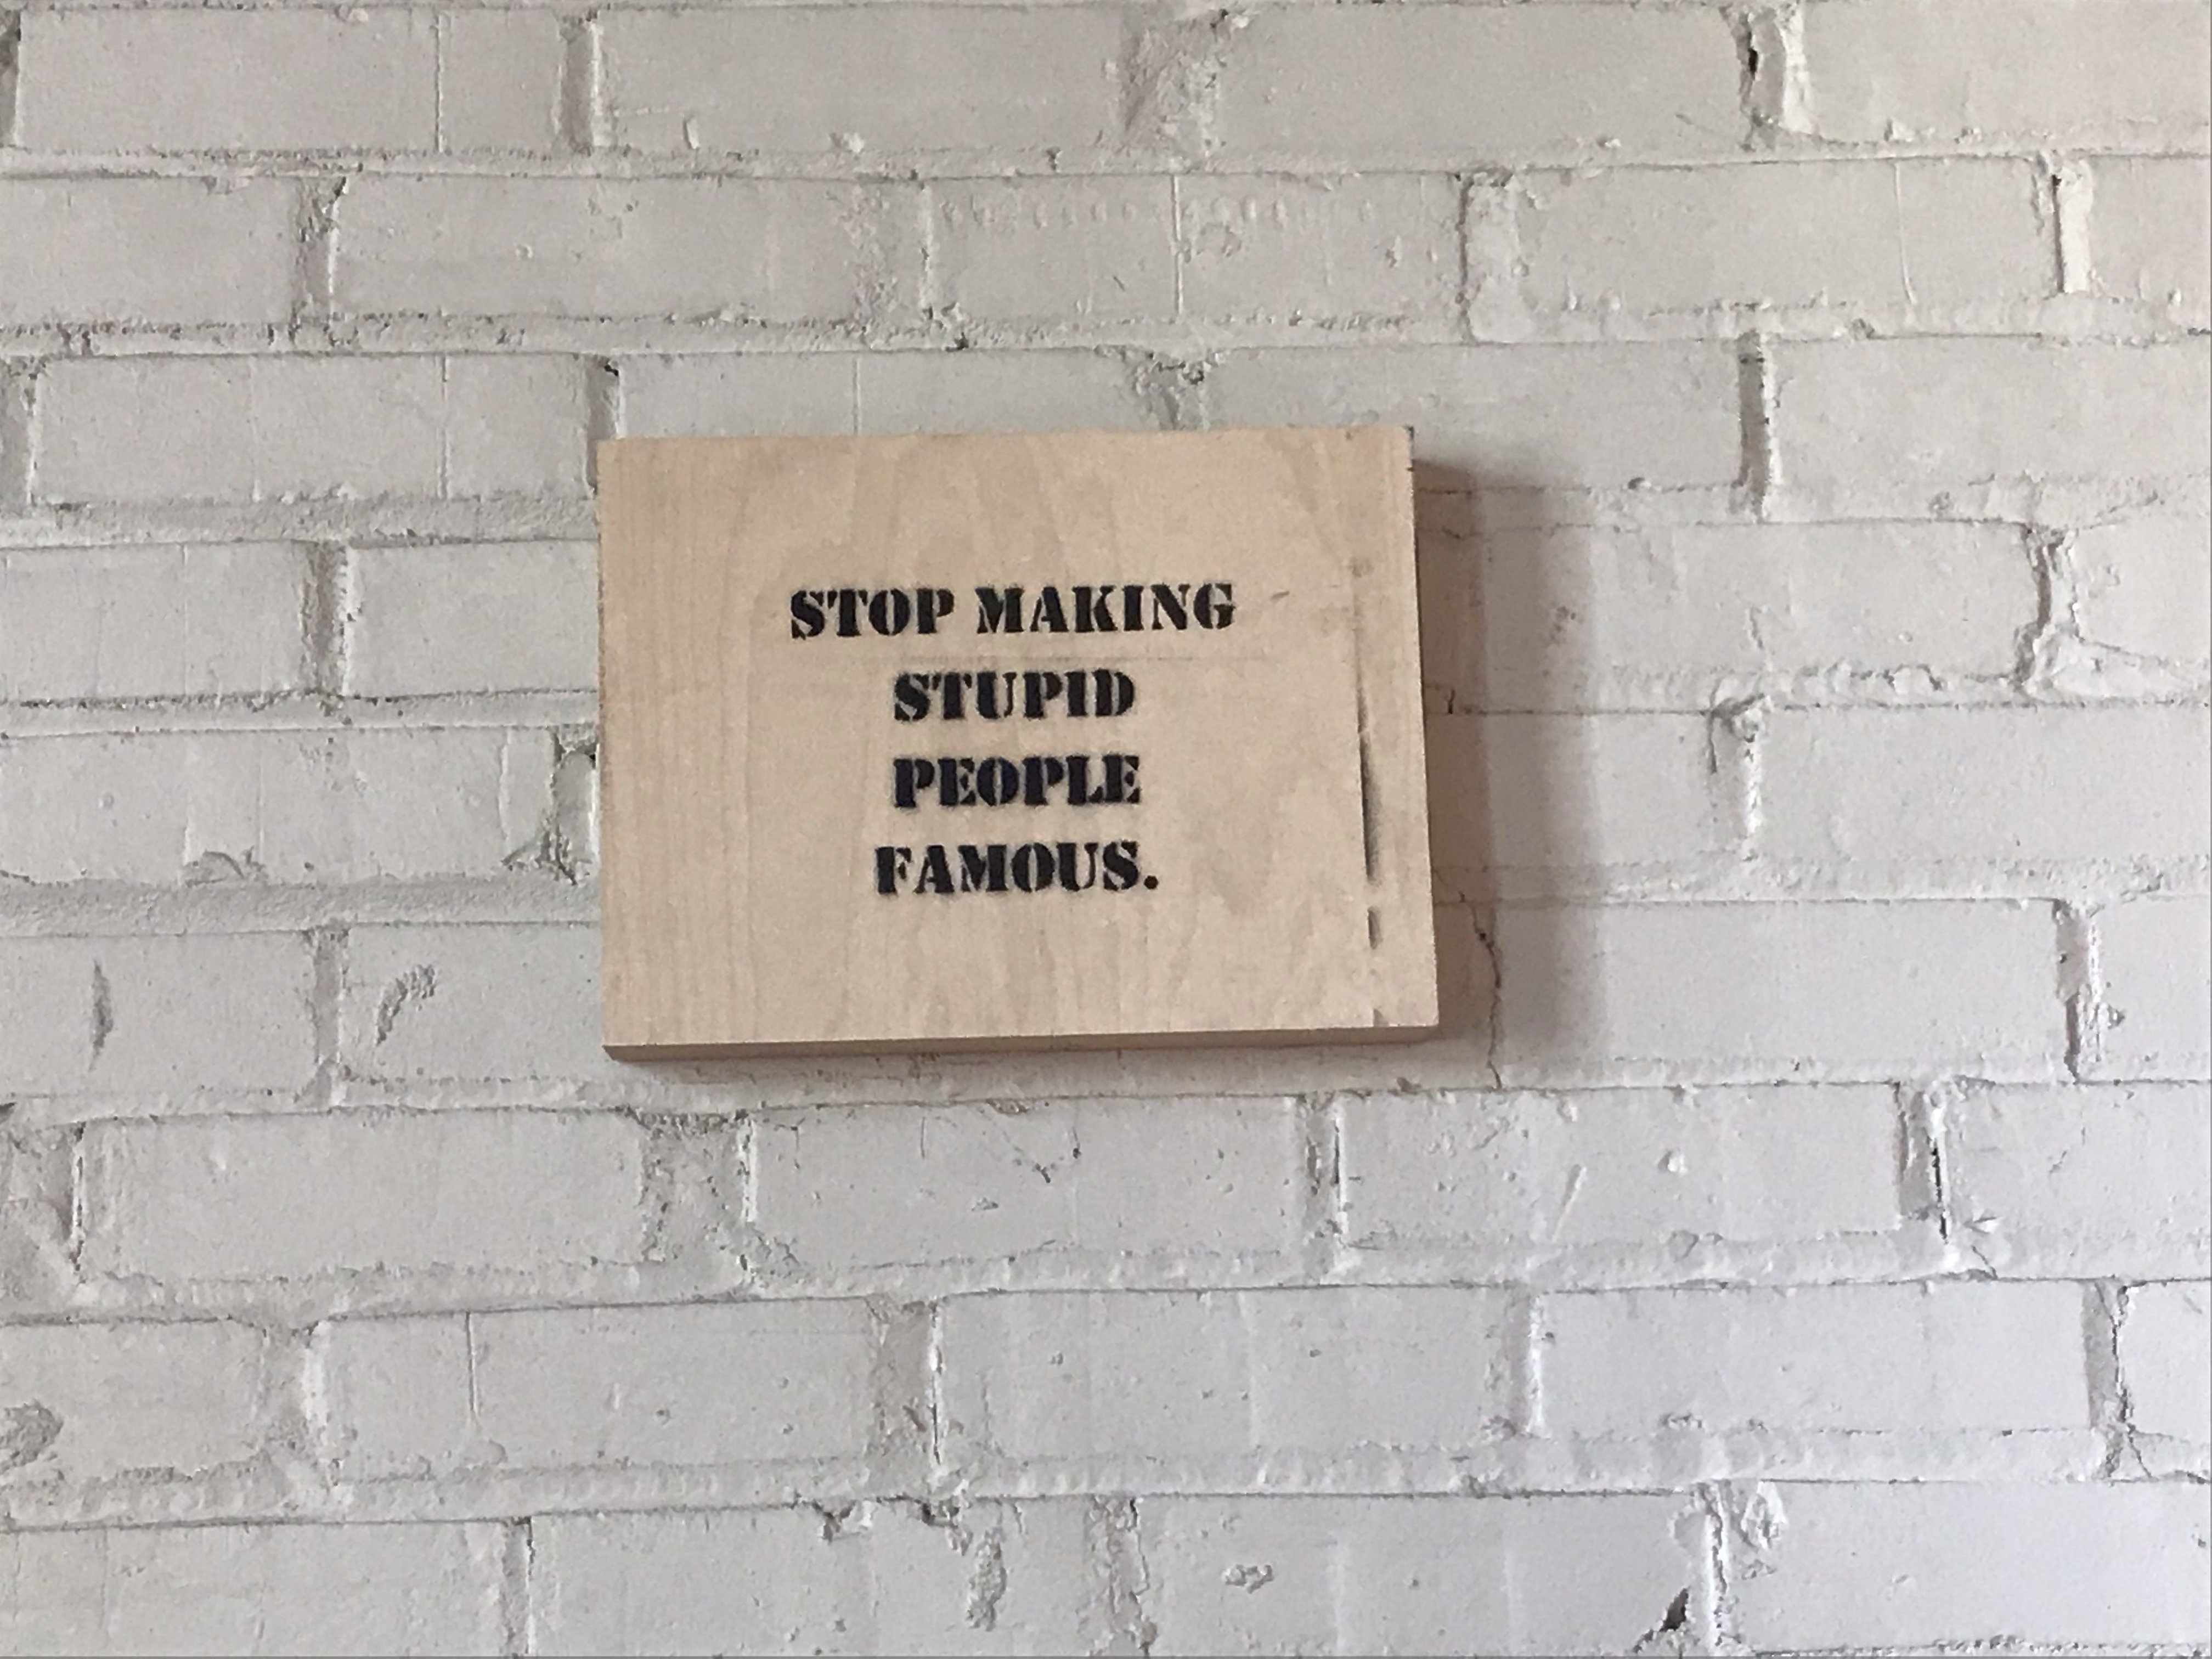 STOP MAKING
STUPID
PEOPLE
FAMOUS.